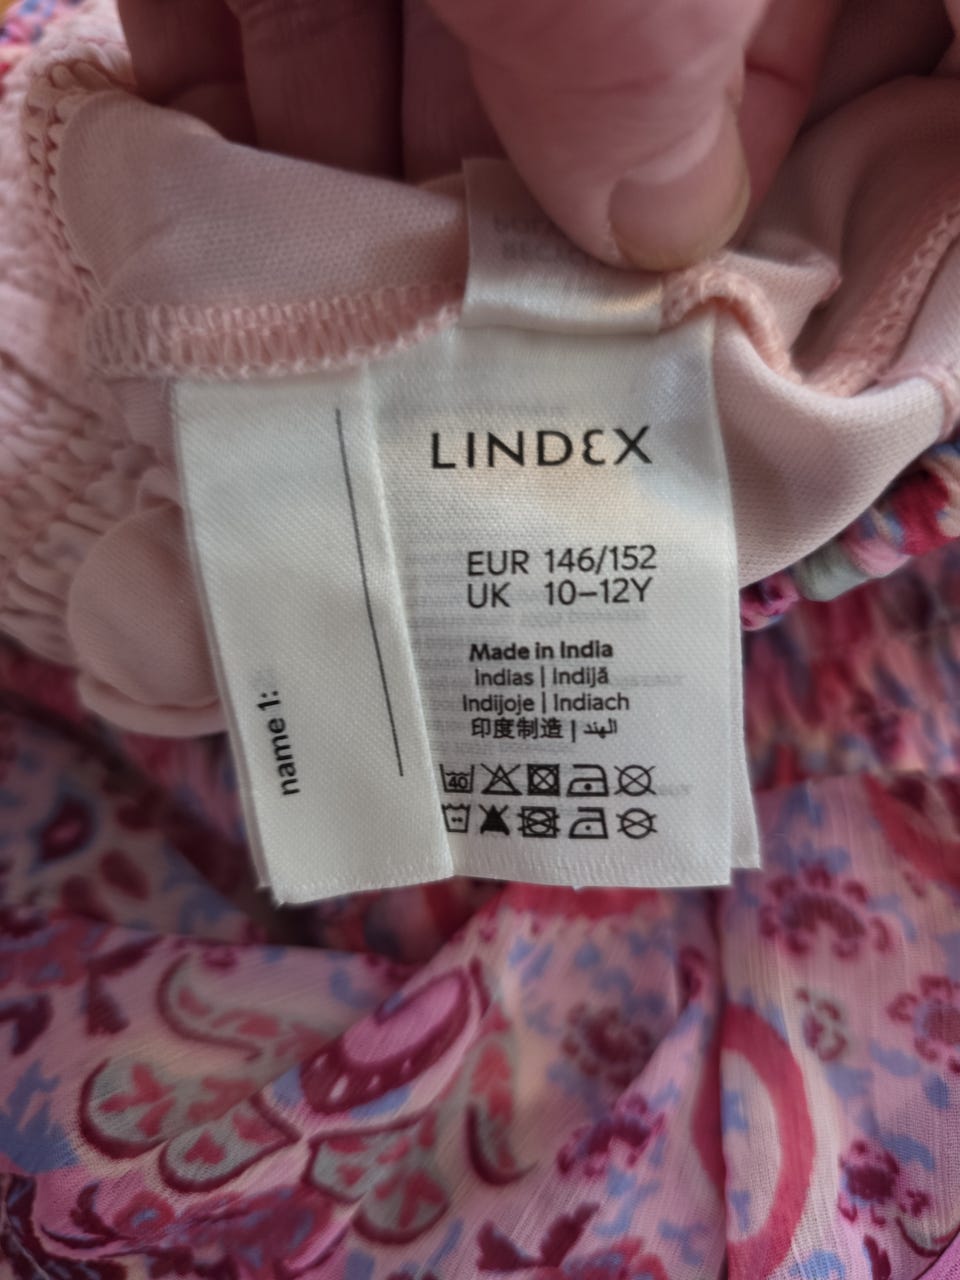 LINDEX
EUR 146/152
UK 10–12Y
Made in India
Indias | Indijā
Indijoje | Indiach
印度制造 | الهند
40
name 1: